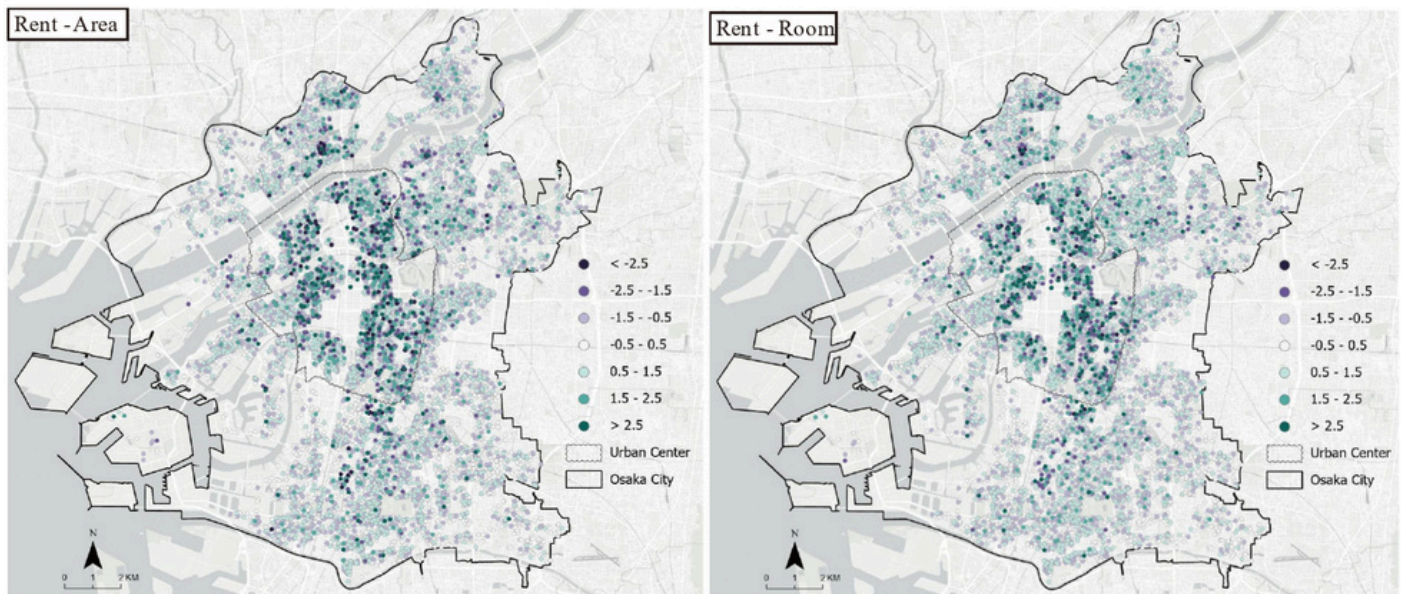 Rent -Area
< -2.5
-2.5 - -1.5
-1.5 - -0.5
-0.5 - 0.5
0.5 - 1.5
1.5 - 2.5
> 2.5
Urban Center
Osaka City
N
0 1 2 KM
Rent -Room
< -2.5
-2.5 - -1.5
-1.5 - -0.5
-0.5 - 0.5
0.5 - 1.5
1.5 - 2.5
> 2.5
Urban Center
Osaka City
N
0 1 2 KM